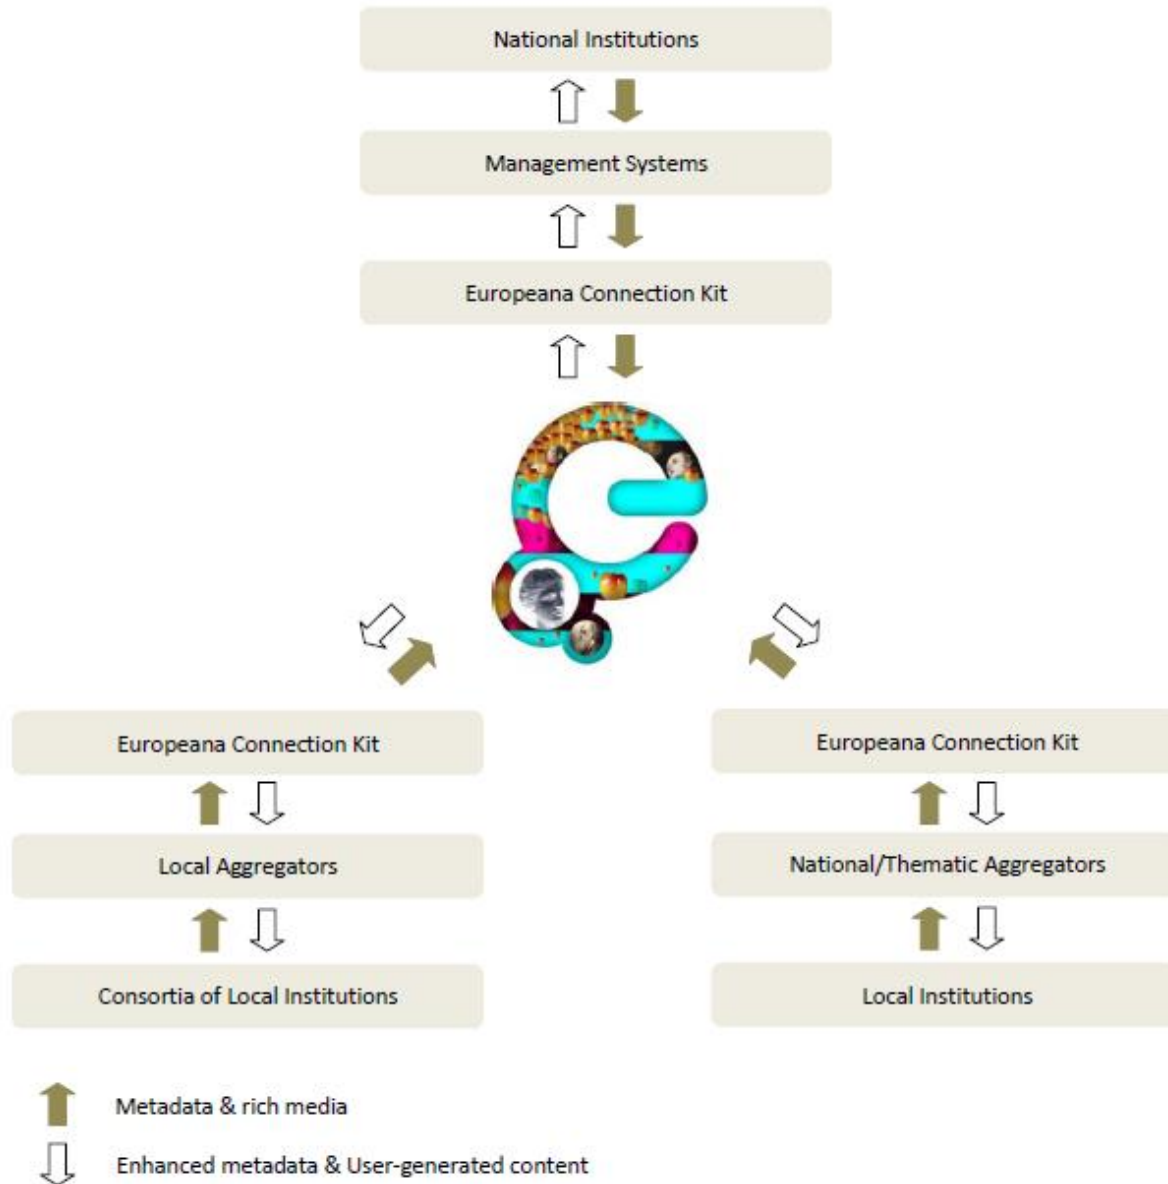 National Institutions
Management Systems
Europeana Connection Kit
Europeana Connection Kit
Local Aggregators
Consortia of Local Institutions
Europeana Connection Kit
National/Thematic Aggregators
Local Institutions
Metadata & rich media
Enhanced metadata & User-generated content